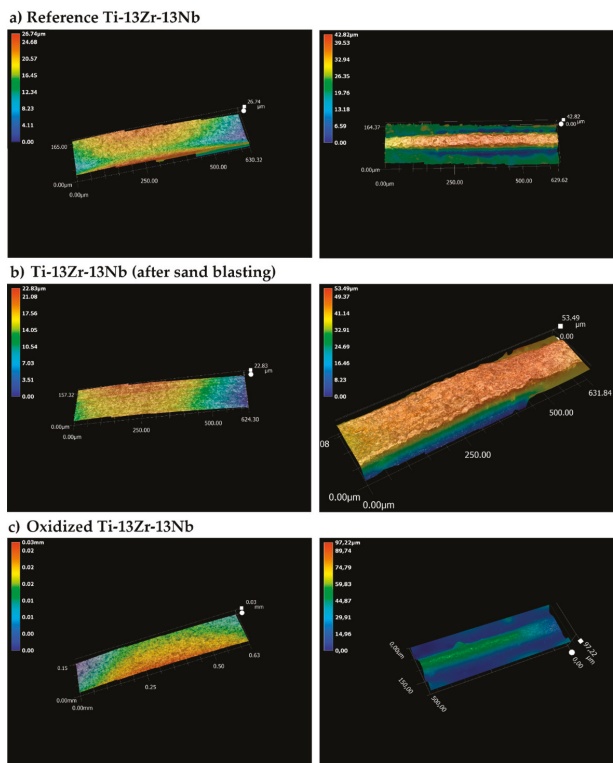 a) Reference Ti-13Zr-13Nb
26.74µm
24.68
20.57
16.45
12.34
8.23
4.11
0.00
26.74
µm
165.00
630.32
500.00
250.00
0.00µm
0.00µm
42.82µm
39.53
32.94
26.35
19.76
13.18
6.59
0.00
42.82
0.00
µm
164.37
0.00µm
0.00µm
250.00
500.00
629.62
b) Ti-13Zr-13Nb (after sand blasting)
22.83µm
21.08
17.56
14.05
10.54
7.03
3.51
0.00
22.83
µm
157.32
624.30
500.00
250.00
0.00µm
0.00µm
53.49µm
49.37
41.14
32.91
24.69
16.46
8.23
0.00
53.49
µm
0.00
631.84
500.00
08
250.00
0.00µm
0.00µm
c) Oxidized Ti-13Zr-13Nb
0.03mm
0.02
0.02
0.02
0.01
0.01
0.00
0.00
0.03
mm
0.15
0.63
0.50
0.25
0.00mm
0.00mm
97,22µm
89,74
74,79
59,83
44,87
29,91
14,96
0,00
0,00µm
97,22
µm
0,00
150,00
500,00